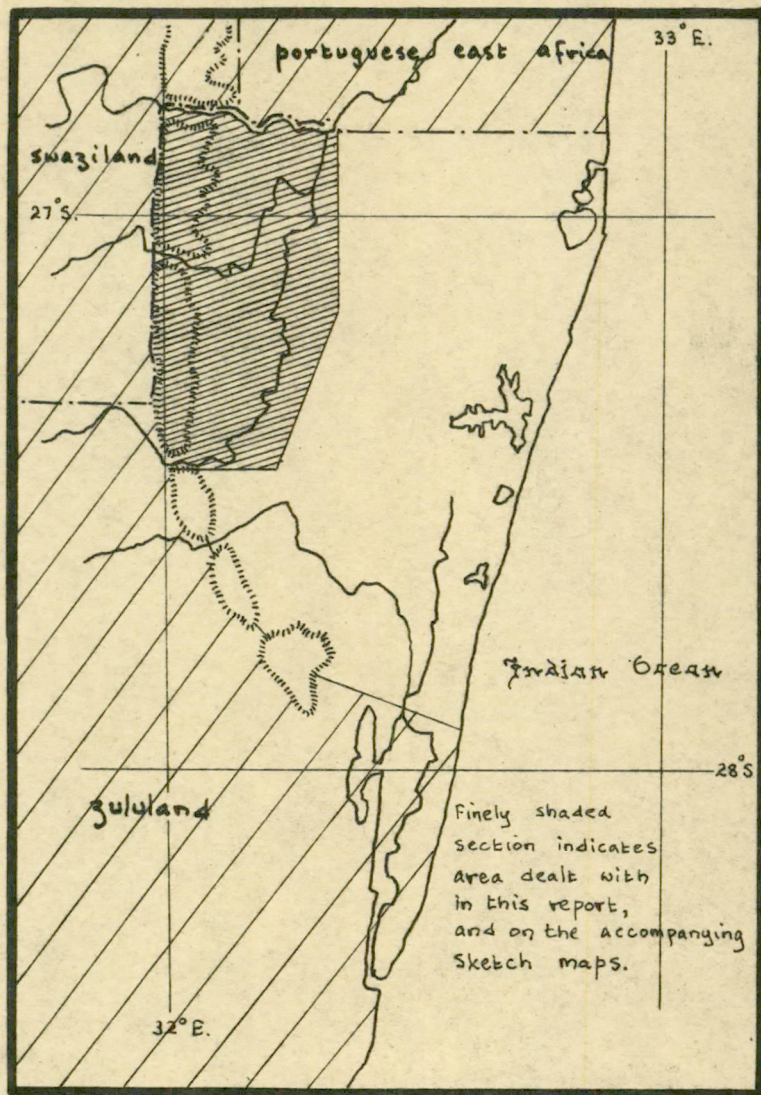 portuguese east africa
33° E.
swaziland
27°S.
Indian Ocean
28°S
zululand
Finely shaded
section indicates
area dealt with
in this report,
and on the accompanying
sketch maps.
32°E.